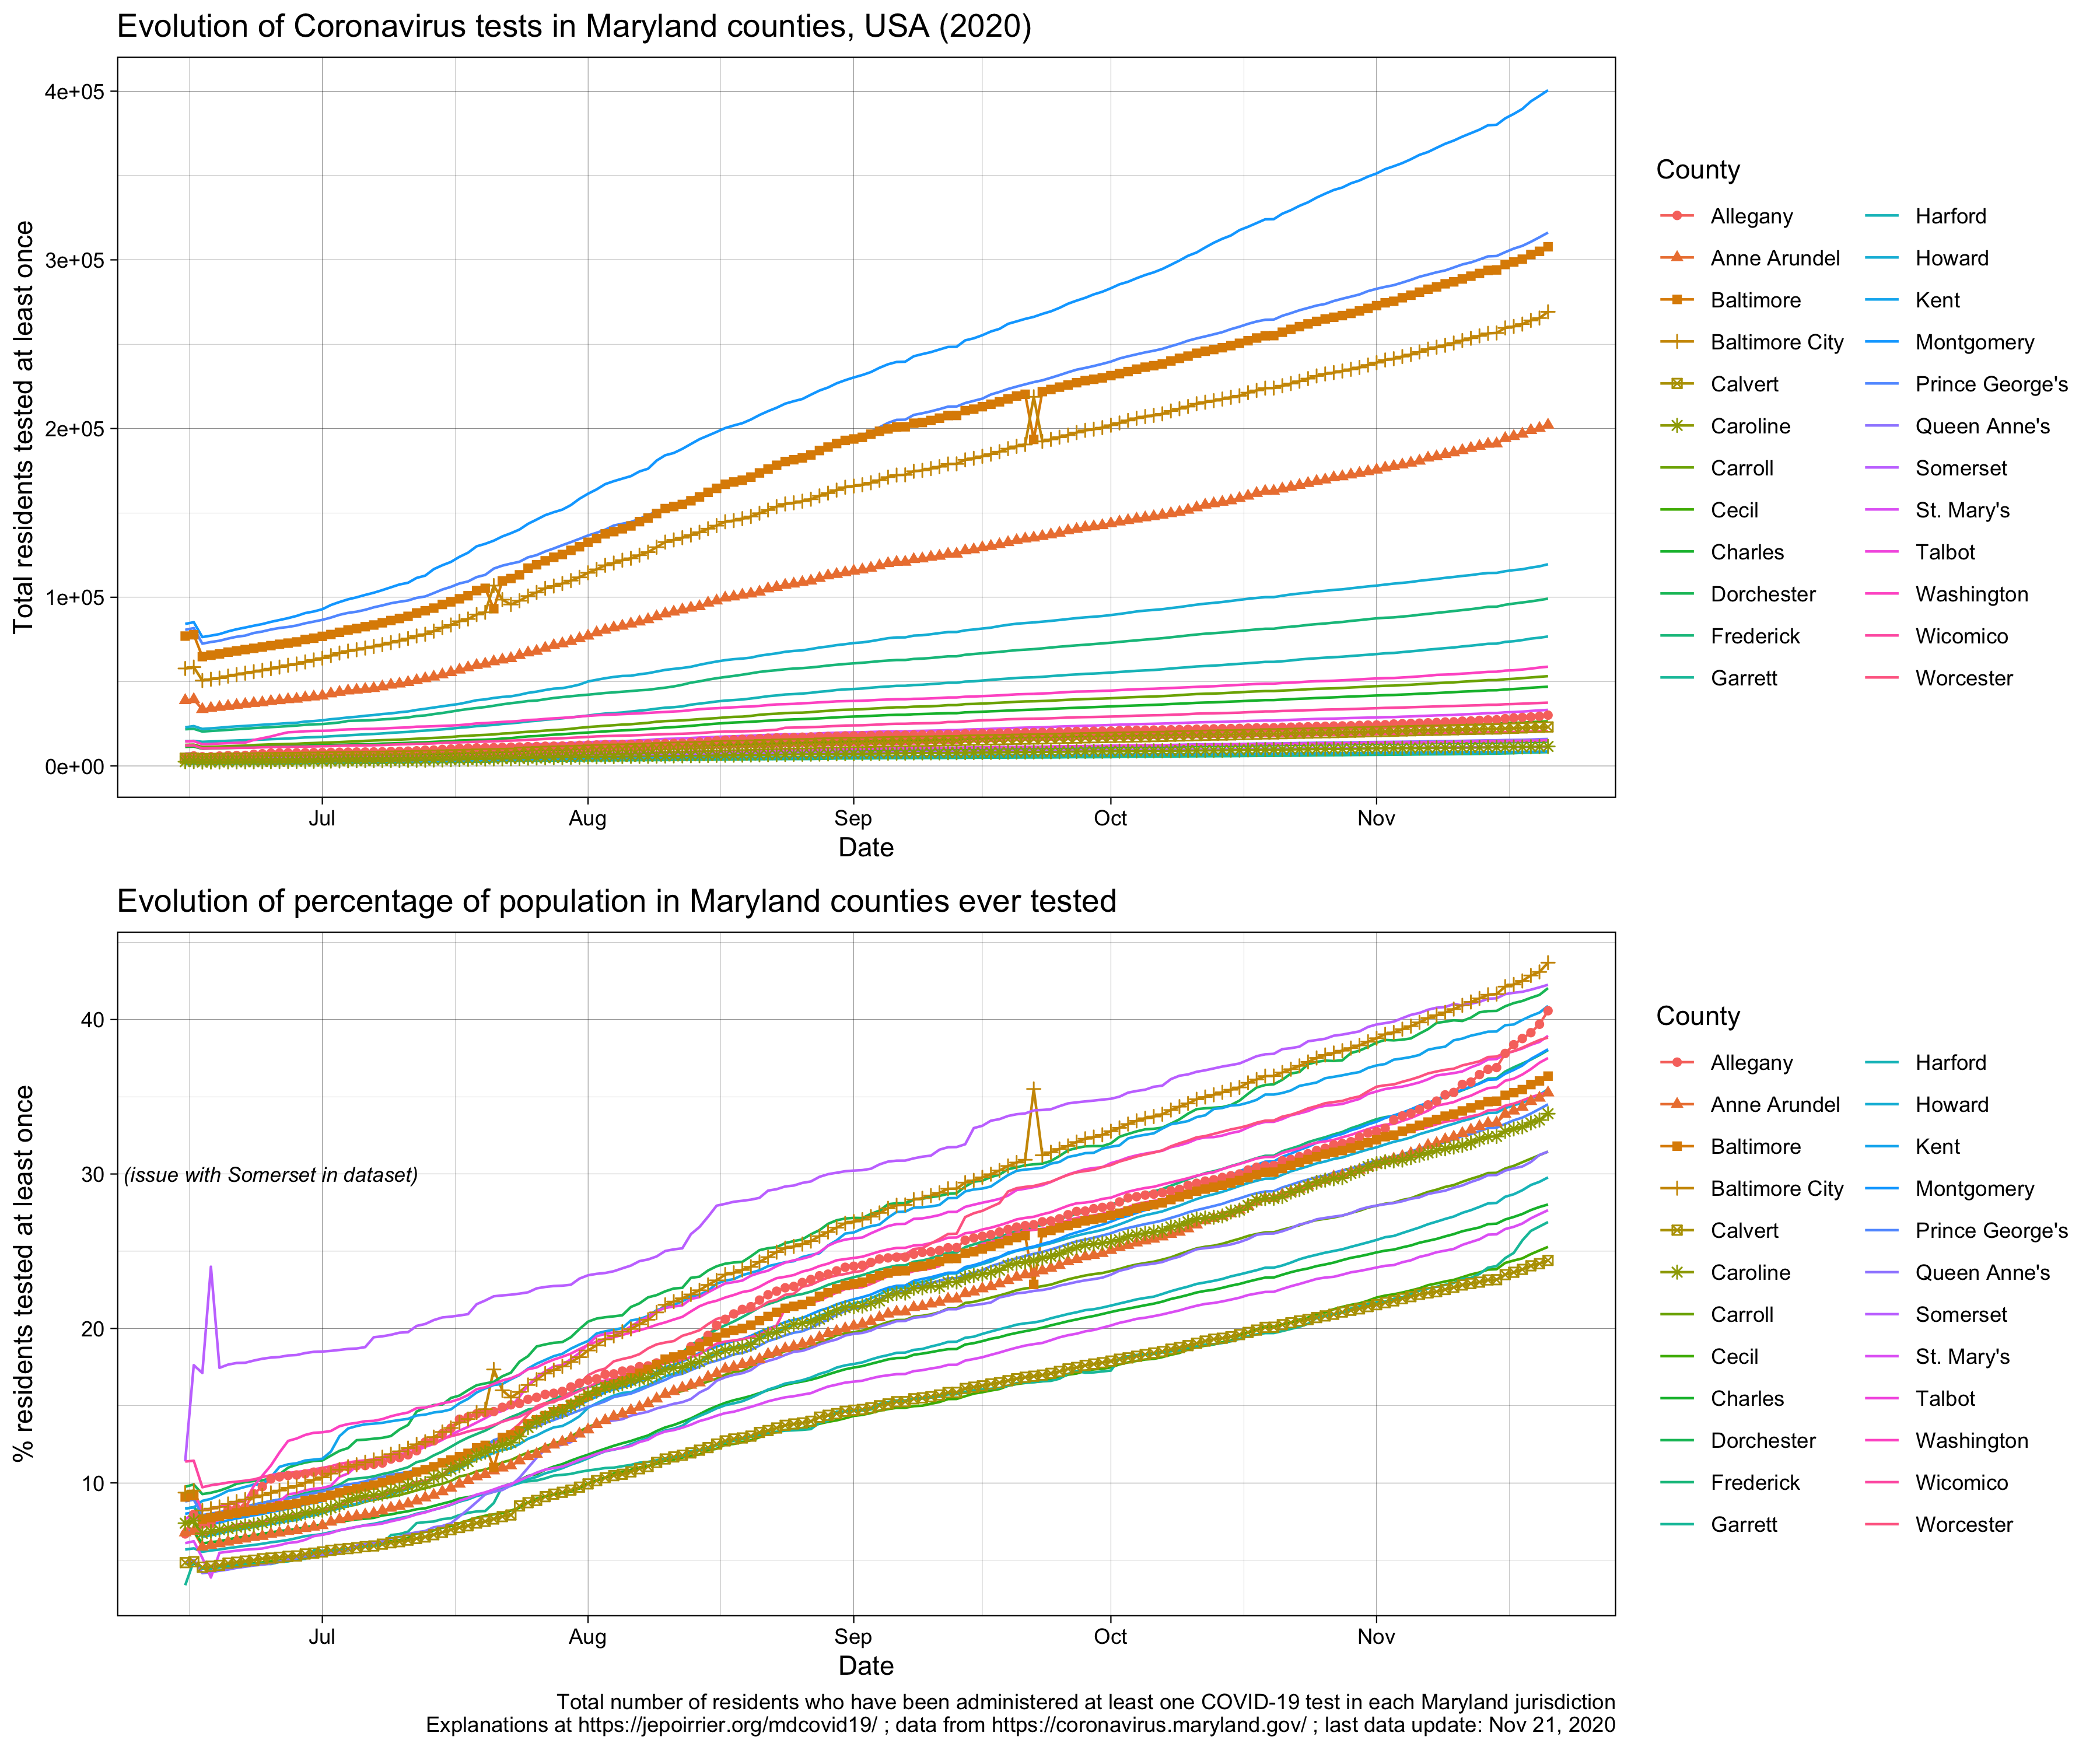 Evolution of Coronavirus tests in Maryland counties, USA (2020)
Total residents tested at least once
4e+05
3e+05
2e+05
1e+05
0e+00
Jul Aug Sep Oct Nov
Date
County
Allegany Harford
Anne Arundel Howard
Baltimore Kent
Baltimore City Montgomery
Calvert Prince George's
Caroline Queen Anne's
Carroll Somerset
Cecil St. Mary's
Charles Talbot
Dorchester Washington
Frederick Wicomico
Garrett Worcester
Evolution of percentage of population in Maryland counties ever tested
% residents tested at least once
40
30
20
10
(issue with Somerset in dataset)
Jul Aug Sep Oct Nov
Date
County
Allegany Harford
Anne Arundel Howard
Baltimore Kent
Baltimore City Montgomery
Calvert Prince George's
Caroline Queen Anne's
Carroll Somerset
Cecil St. Mary's
Charles Talbot
Dorchester Washington
Frederick Wicomico
Garrett Worcester
Total number of residents who have been administered at least one COVID-19 test in each Maryland jurisdiction
Explanations at https://jepoirrier.org/mdcovid19/ ; data from https://coronavirus.maryland.gov/ ; last data update: Nov 21, 2020